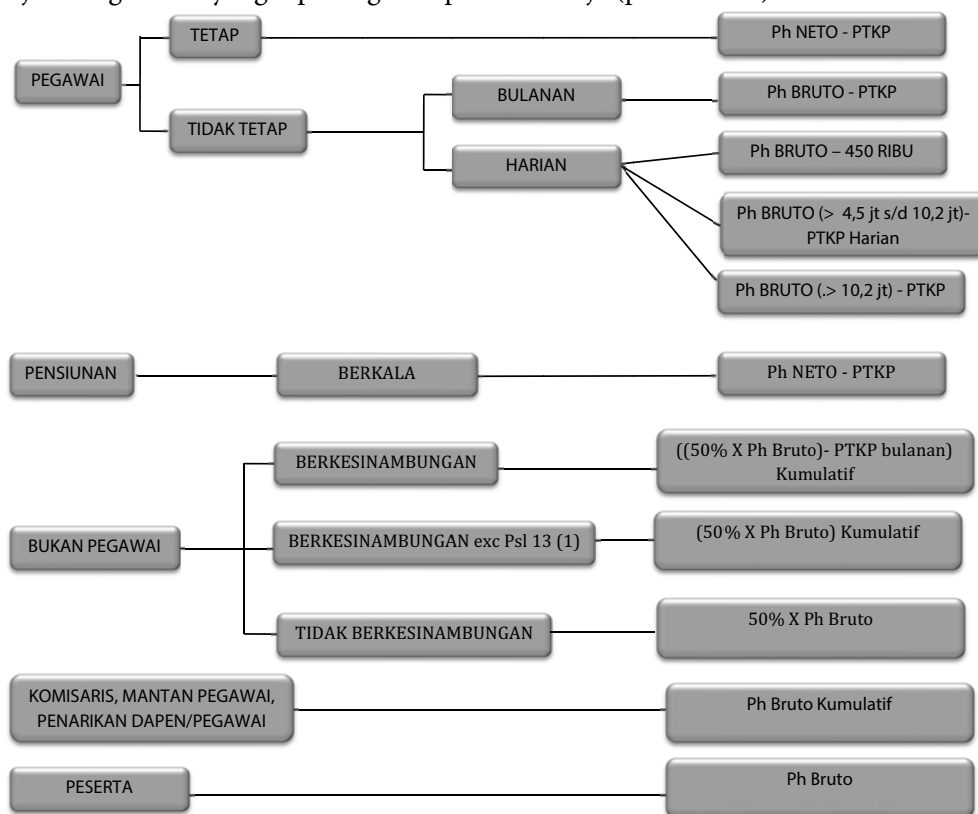 TETAP
Ph NETO - PTKP
PEGAWAI
BULANAN
Ph BRUTO - PTKP
TIDAK TETAP
HARIAN
Ph BRUTO – 450 RIBU
Ph BRUTO (> 4,5 jt s/d 10,2 jt)-
PTKP Harian
Ph BRUTO (.> 10,2 jt) - PTKP
PENSIUNAN
BERKALA
Ph NETO - PTKP
BERKESINAMBUNGAN
((50% X Ph Bruto)- PTKP bulanan)
Kumulatif
BUKAN PEGAWAI
BERKESINAMBUNGAN exc Psl 13 (1)
(50% X Ph Bruto) Kumulatif
TIDAK BERKESINAMBUNGAN
50% X Ph Bruto
KOMISARIS, MANTAN PEGAWAI,
PENARIKAN DAPEN/PEGAWAI
Ph Bruto Kumulatif
PESERTA
Ph Bruto